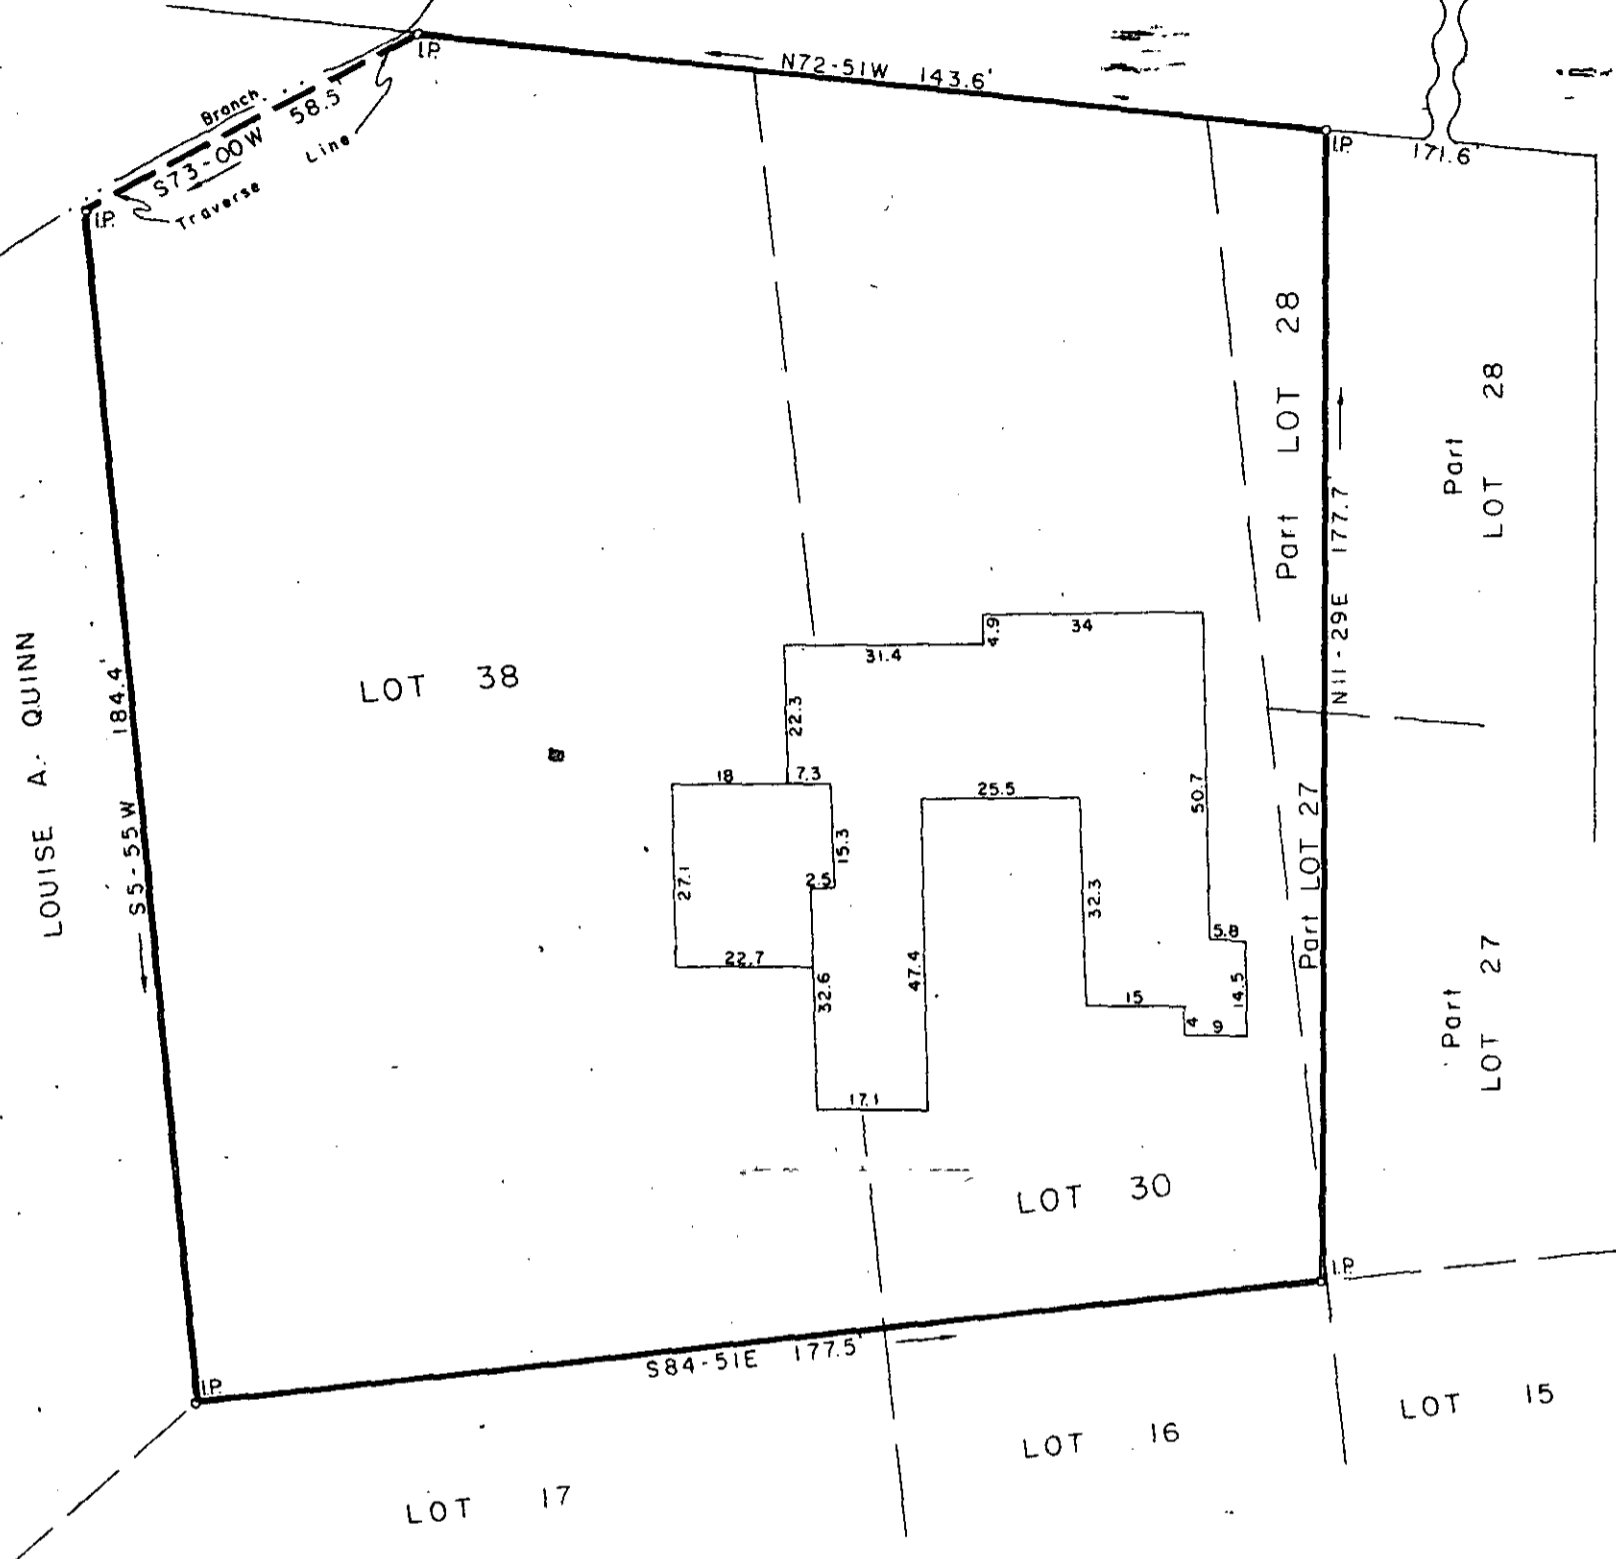 I.P.
N72-51W 143.6'
Branch
S73-00W 58.5'
Traverse Line
I.P.
I.P.
171.6'
Part LOT 28
Part
LOT 28
N11-29E 177.7'
LOUISE A. QUINN
S5-55W 184.4'
LOT 38
31.4
4.9
34
22.3
18
7.3
25.5
50.7
15.3
27.1
2.5
32.3
22.7
32.6
47.4
5.8
14.5
15
4
9
17.1
Part LOT 27
Part
LOT 27
LOT 30
I.P.
S84-51E 177.5'
I.P.
LOT 15
LOT 16
LOT 17